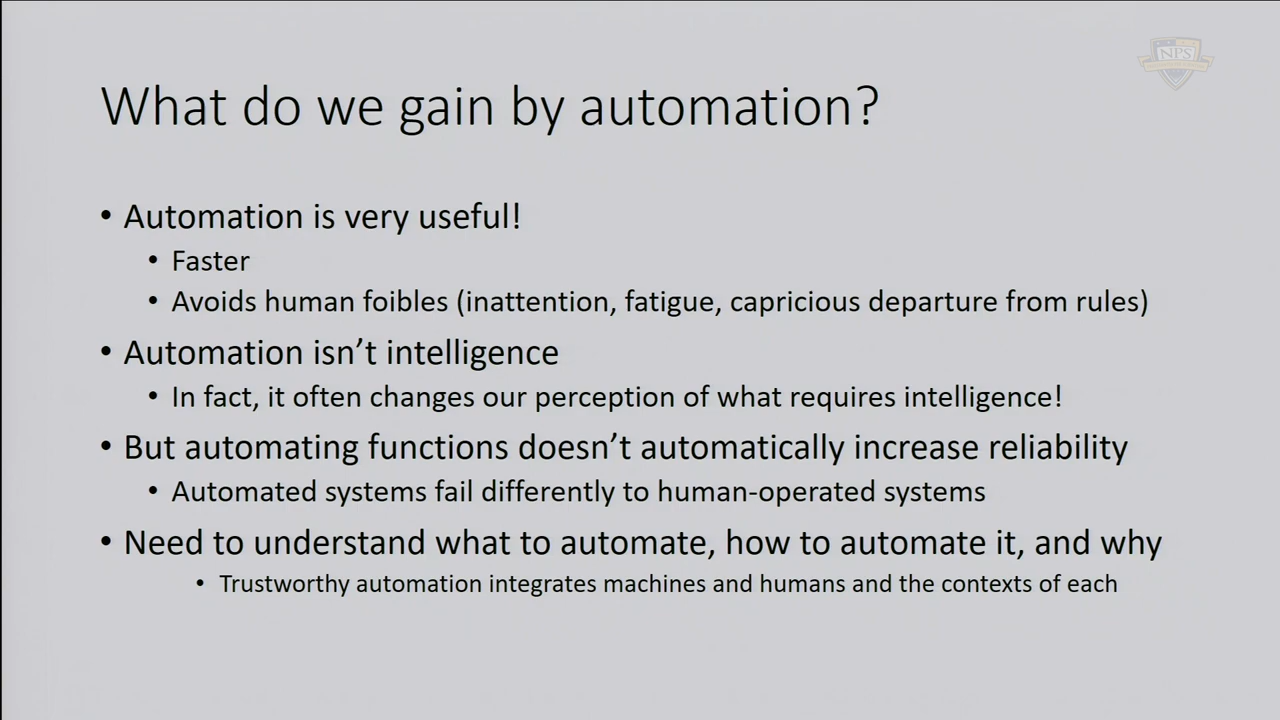 NPS
What do we gain by automation?
• Automation is very useful!
• Faster
• Avoids human foibles (inattention, fatigue, capricious departure from rules)
• Automation isn’t intelligence
• In fact, it often changes our perception of what requires intelligence!
• But automating functions doesn’t automatically increase reliability
• Automated systems fail differently to human-operated systems
• Need to understand what to automate, how to automate it, and why
• Trustworthy automation integrates machines and humans and the contexts of each